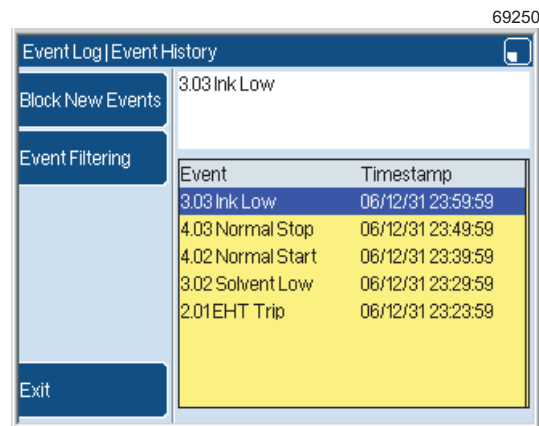 69250
Event Log | Event History
Block New Events
Event Filtering
Exit
3.03 Ink Low
Event Timestamp
3.03 Ink Low 06/12/31 23:59:59
4.03 Normal Stop 06/12/31 23:49:59
4.02 Normal Start 06/12/31 23:39:59
3.02 Solvent Low 06/12/31 23:29:59
2.01 EHT Trip 06/12/31 23:23:59